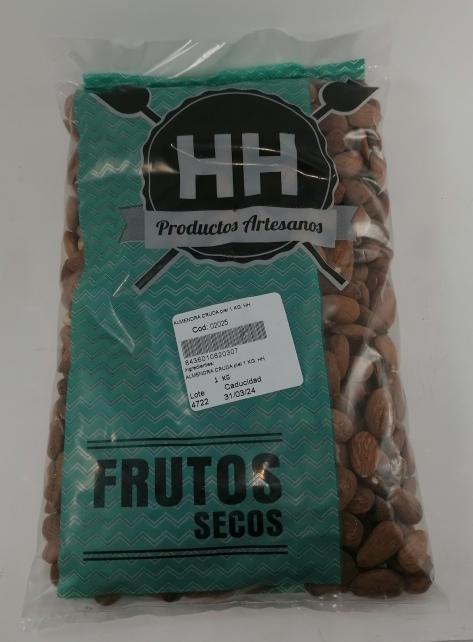 HH
Productos Artesanos
ALMENDRA CRUDA piel 1 KG. HH
Cod: 02025
8436010820307
Ingredientes:
ALMENDRA CRUDA piel 1 KG. HH
1 KG
Lote Caducidad
4722 31/03/24
FRUTOS
SECOS